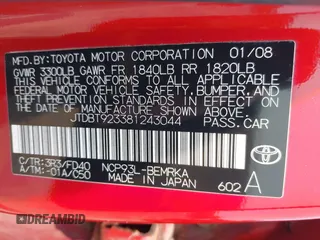 MFD.BY:TOYOTA MOTOR CORPORATION 01/08
GVWR 3300LB GAWR FR 1840LB RR 1820LB
THIS VEHICLE CONFORMS TO ALL APPLICABLE
FEDERAL MOTOR VEHICLE SAFETY, BUMPER, AND
THEFT PREVENTION STANDARDS IN EFFECT ON
THE DATE OF MANUFACTURE SHOWN ABOVE.
JTDBT923381243044 PASS.CAR
C/TR:3R3/FD40 NCP93L-BEMRKA
A/TM:-01A/C50 MADE IN JAPAN
602 A
TOYOTA